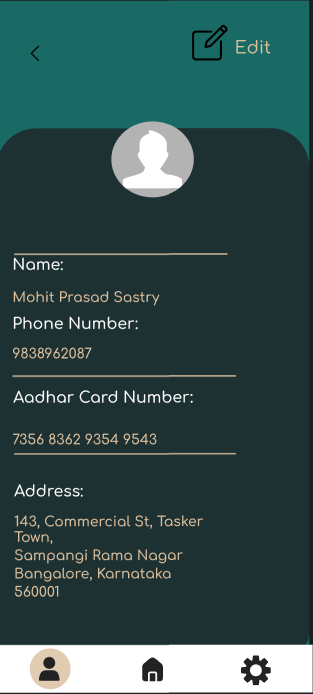 Edit
Name:
Mohit Prasad Sastry
Phone Number:
9838962087
Aadhar Card Number:
7356 8362 9354 9543
Address:
143, Commercial St, Tasker
Town,
Sampangi Rama Nagar
Bangalore, Karnataka
560001